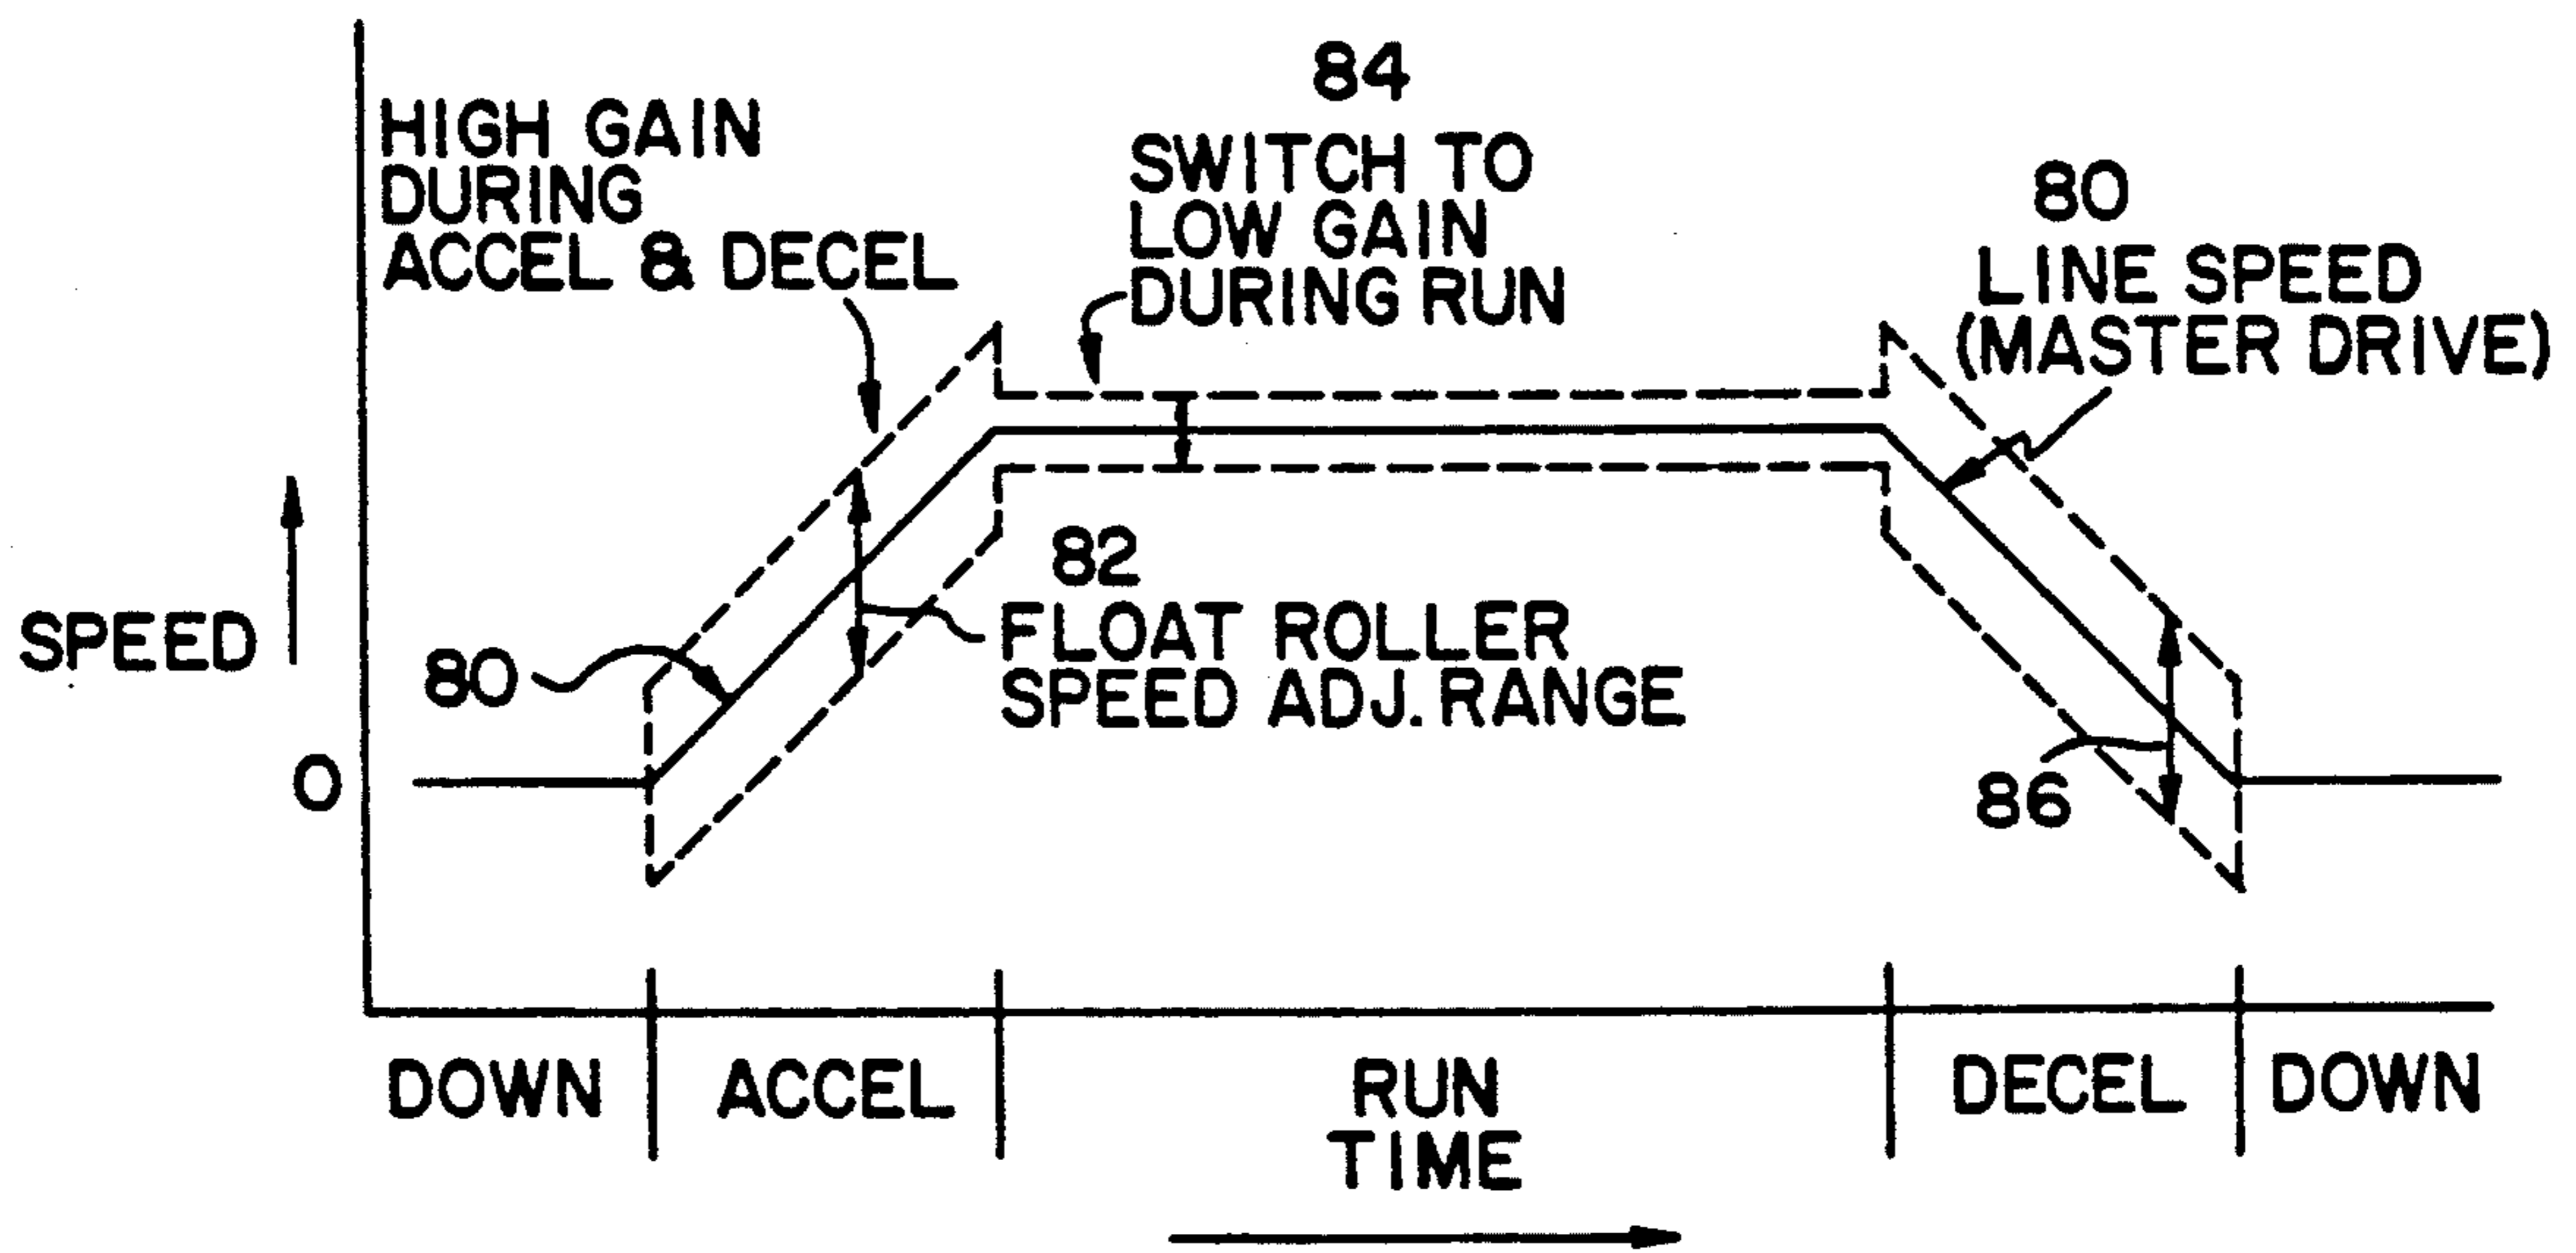 HIGH GAIN
DURING
ACCEL & DECEL
84
SWITCH TO
LOW GAIN
DURING RUN
80
LINE SPEED
(MASTER DRIVE)
SPEED
80
82
FLOAT ROLLER
SPEED ADJ. RANGE
0
86
DOWN
ACCEL
RUN
TIME
DECEL
DOWN